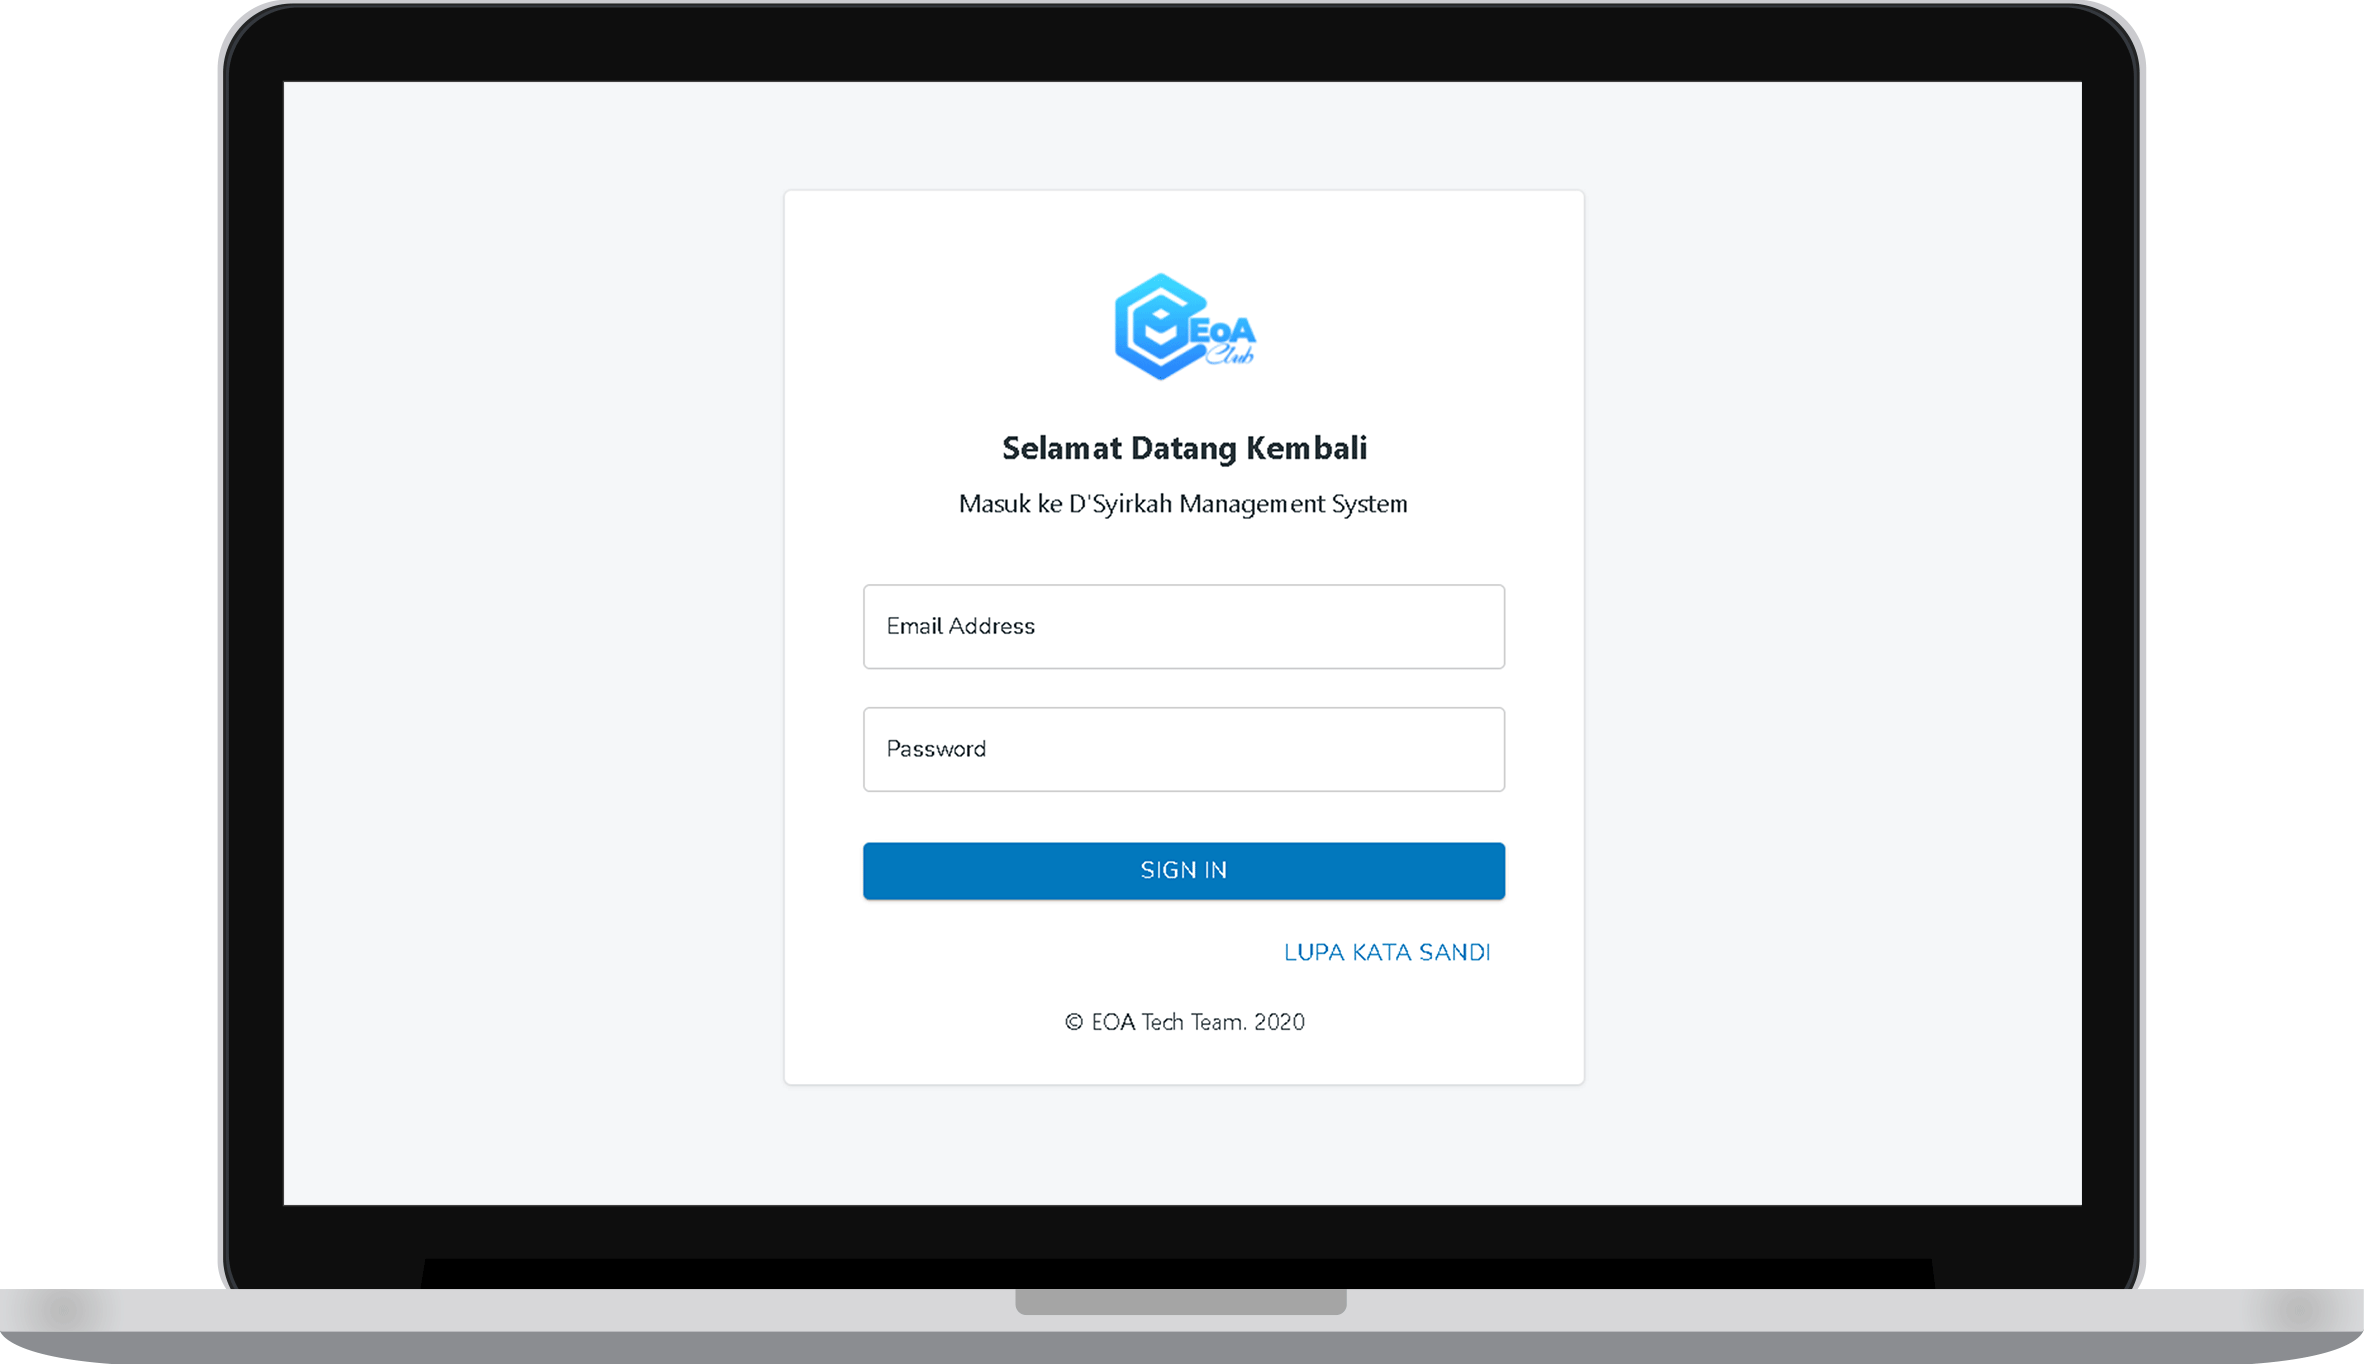 EoA
Club
Selamat Datang Kembali
Masuk ke D'Syirkah Management System
Email Address
Password
SIGN IN
LUPA KATA SANDI
© EOA Tech Team. 2020